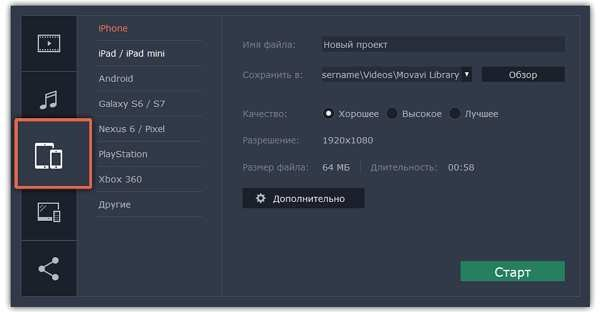 iPhone
iPad / iPad mini
Android
Galaxy S6 / S7
Nexus 6 / Pixel
PlayStation
Xbox 360
Другие
Имя файла: Новый проект
Сохранить в: sername\Videos\Movavi Library Обзор
Качество: Хорошее Высокое Лучшее
Разрешение: 1920x1080
Размер файла: 64 МБ Длительность: 00:58
Дополнительно
Старт